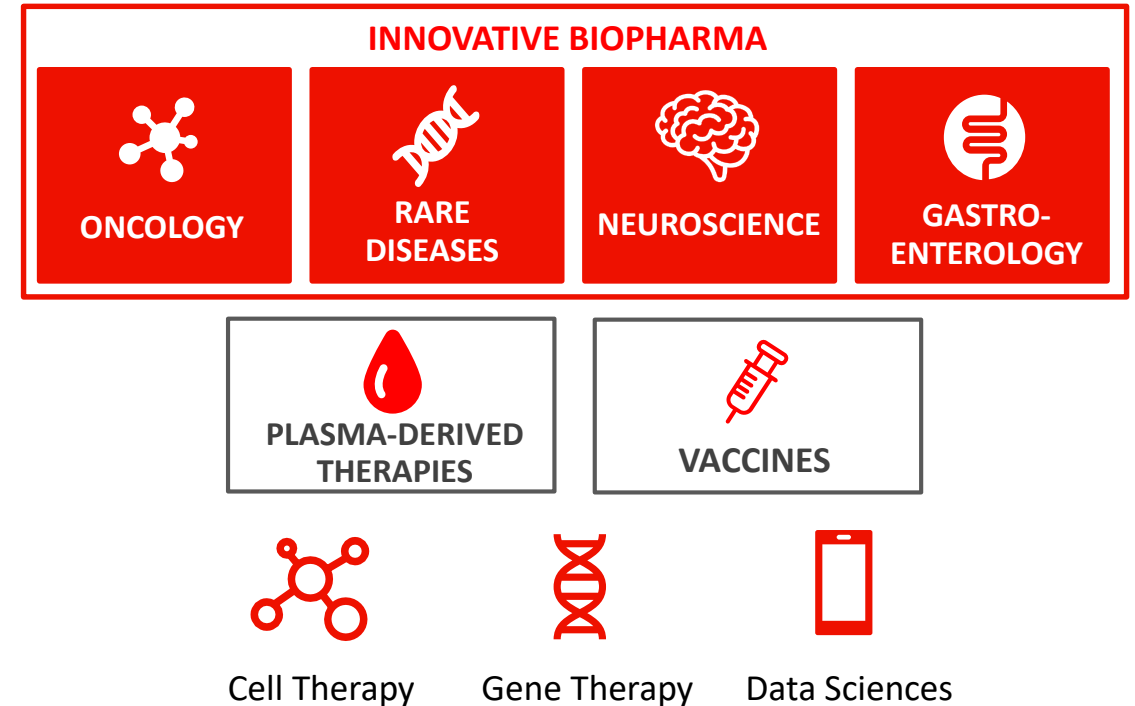 INNOVATIVE BIOPHARMA
ONCOLOGY
RARE
DISEASES
NEUROSCIENCE
GASTRO-
ENTEROLOGY
PLASMA-DERIVED
THERAPIES
VACCINES
Cell Therapy
Gene Therapy
Data Sciences